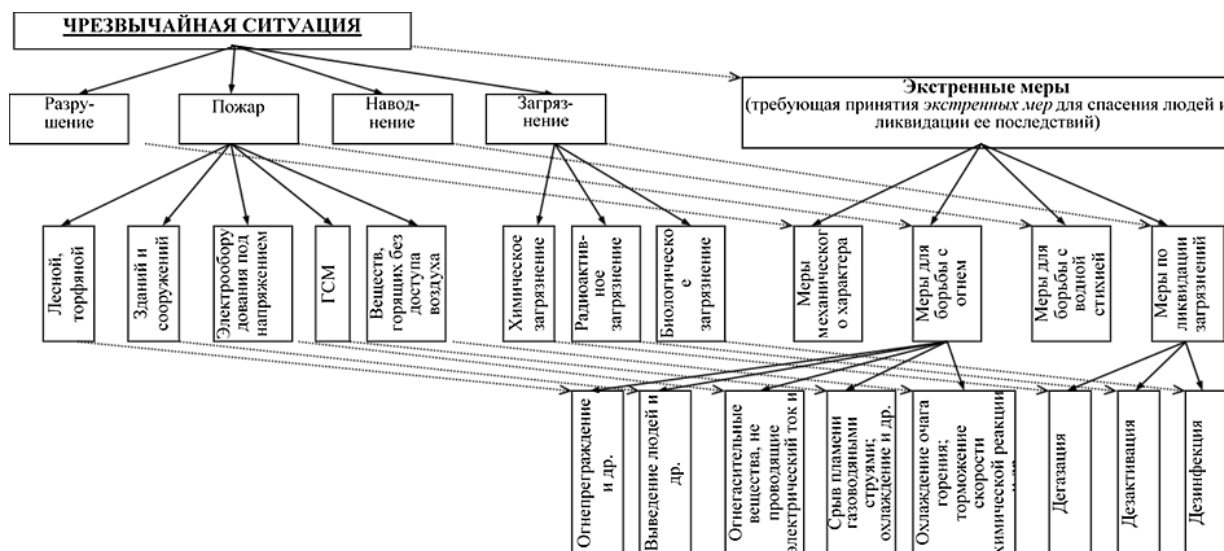 ЧРЕЗВЫЧАЙНАЯ СИТУАЦИЯ
Экстренные меры
(требующая принятия экстренных мер для спасения людей и
ликвидации ее последствий)
Разру-
шение
Пожар
Навод-
нение
Загряз-
нение
Лесной,
торфяной
Зданий и
сооружений
Электрообору
дования под
напряжением
ГСМ
Веществ,
горящих без
доступа
воздуха
Химическое
загрязнение
Радиоактив-
ное
загрязнение
Биологическо
е
загрязнение
Меры
механическог
о характера
Меры для
борьбы с
огнем
Меры для
борьбы с
водной
стихией
Меры по
ликвидации
загрязнений
Огнепреграждение
и др.
Выведение людей и
др.
Огнегасительные
вещества, не
проводящие
электрический ток и
Срыв пламени
газоводяными
струями;
охлаждение и др.
Охлаждение очага
горения;
торможение
скорости
химической реакции
Дегазация
Дезактивация
Дезинфекция